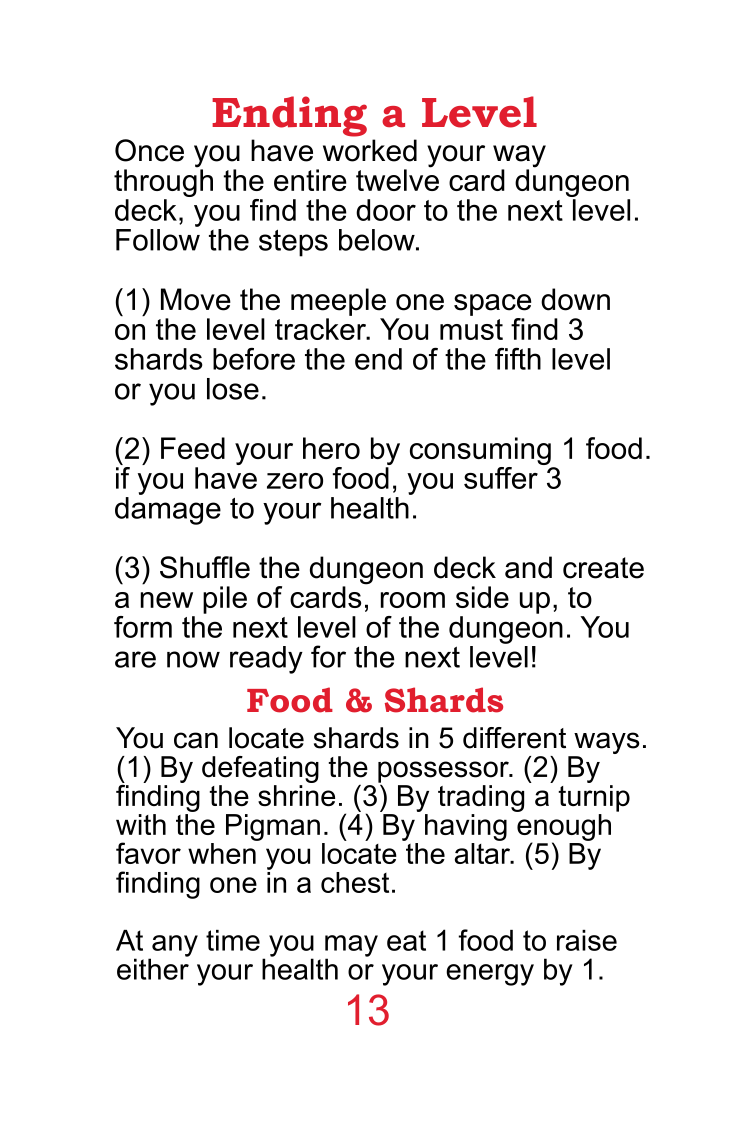 Ending a Level
Once you have worked your way
through the entire twelve card dungeon
deck, you find the door to the next level.
Follow the steps below.
(1) Move the meeple one space down
on the level tracker. You must find 3
shards before the end of the fifth level
or you lose.
(2) Feed your hero by consuming 1 food.
if you have zero food, you suffer 3
damage to your health.
(3) Shuffle the dungeon deck and create
a new pile of cards, room side up, to
form the next level of the dungeon. You
are now ready for the next level!
Food & Shards
You can locate shards in 5 different ways.
(1) By defeating the possessor. (2) By
finding the shrine. (3) By trading a turnip
with the Pigman. (4) By having enough
favor when you locate the altar. (5) By
finding one in a chest.
At any time you may eat 1 food to raise
either your health or your energy by 1.
13